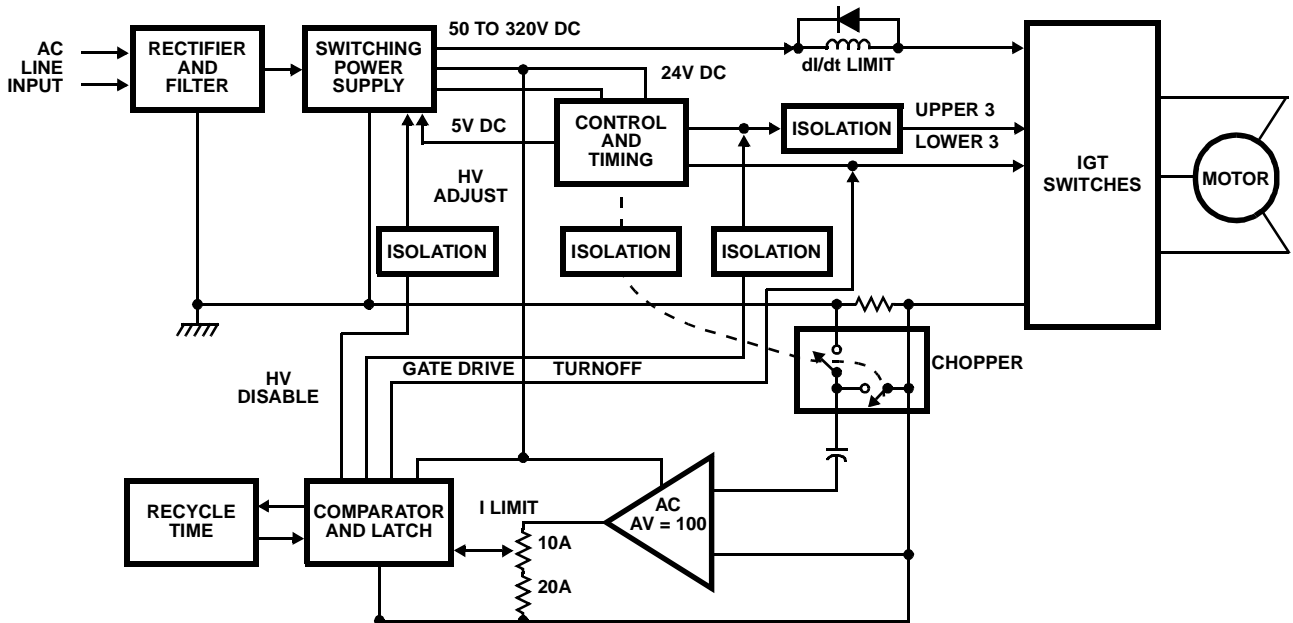 50 TO 320V DC
AC
LINE
INPUT
RECTIFIER
AND
FILTER
SWITCHING
POWER
SUPPLY
dI/dt LIMIT
24V DC
5V DC
CONTROL
AND
TIMING
ISOLATION
UPPER 3
LOWER 3
IGT
SWITCHES
MOTOR
HV
ADJUST
ISOLATION
ISOLATION
ISOLATION
CHOPPER
HV
DISABLE
GATE DRIVE
TURNOFF
RECYCLE
TIME
COMPARATOR
AND LATCH
I LIMIT
10A
20A
AC
AV = 100